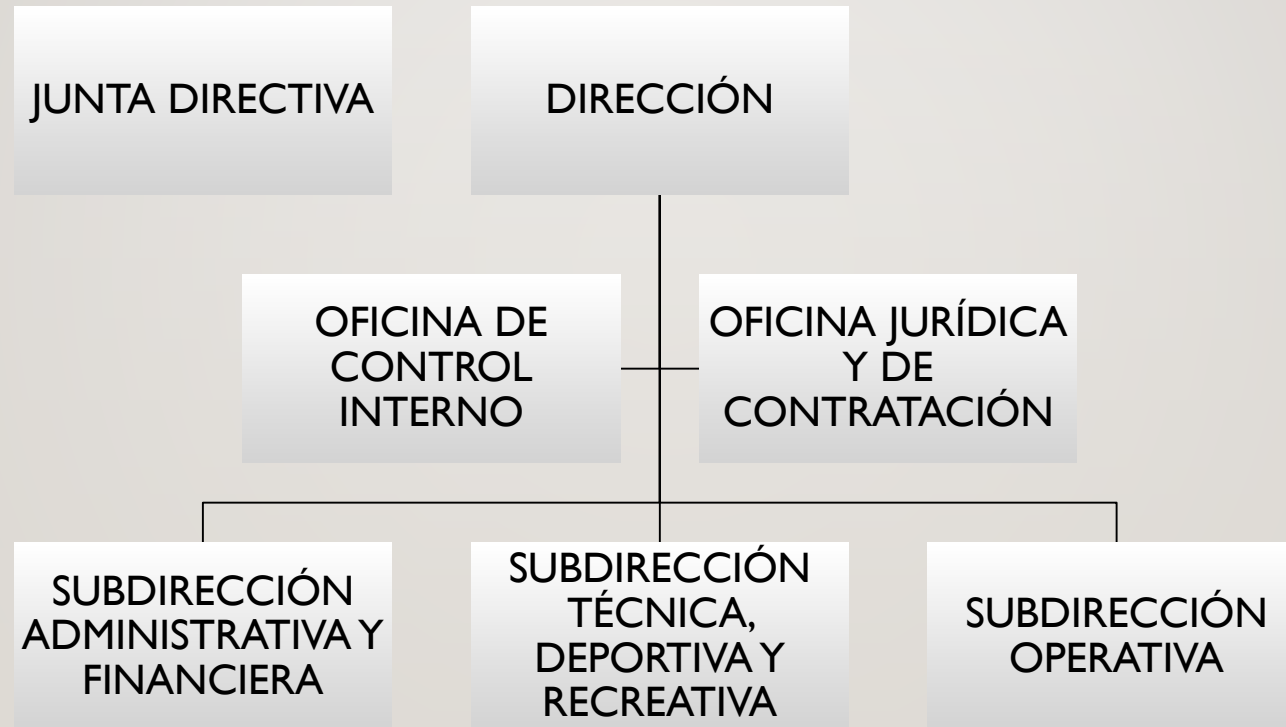 JUNTA DIRECTIVA
DIRECCIÓN
OFICINA DE
CONTROL
INTERNO
OFICINA JURÍDICA
Y DE
CONTRATACIÓN
SUBDIRECCIÓN
ADMINISTRATIVA Y
FINANCIERA
SUBDIRECCIÓN
TÉCNICA,
DEPORTIVA Y
RECREATIVA
SUBDIRECCIÓN
OPERATIVA